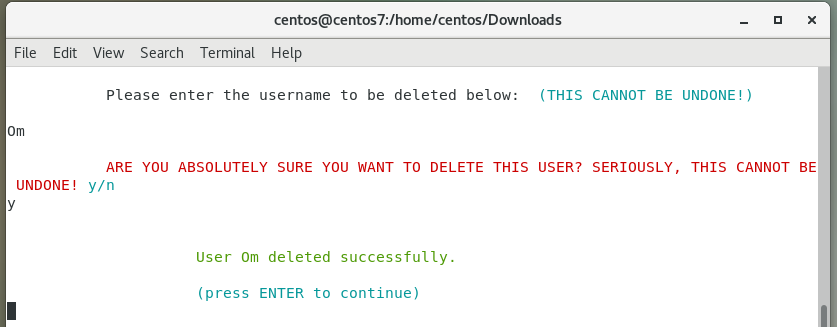 centos@centos7:/home/centos/Downloads
File Edit View Search Terminal Help
Please enter the username to be deleted below: (THIS CANNOT BE UNDONE!)
Om
ARE YOU ABSOLUTELY SURE YOU WANT TO DELETE THIS USER? SERIOUSLY, THIS CANNOT BE
UNDONE! y/n
y
User Om deleted successfully.
(press ENTER to continue)